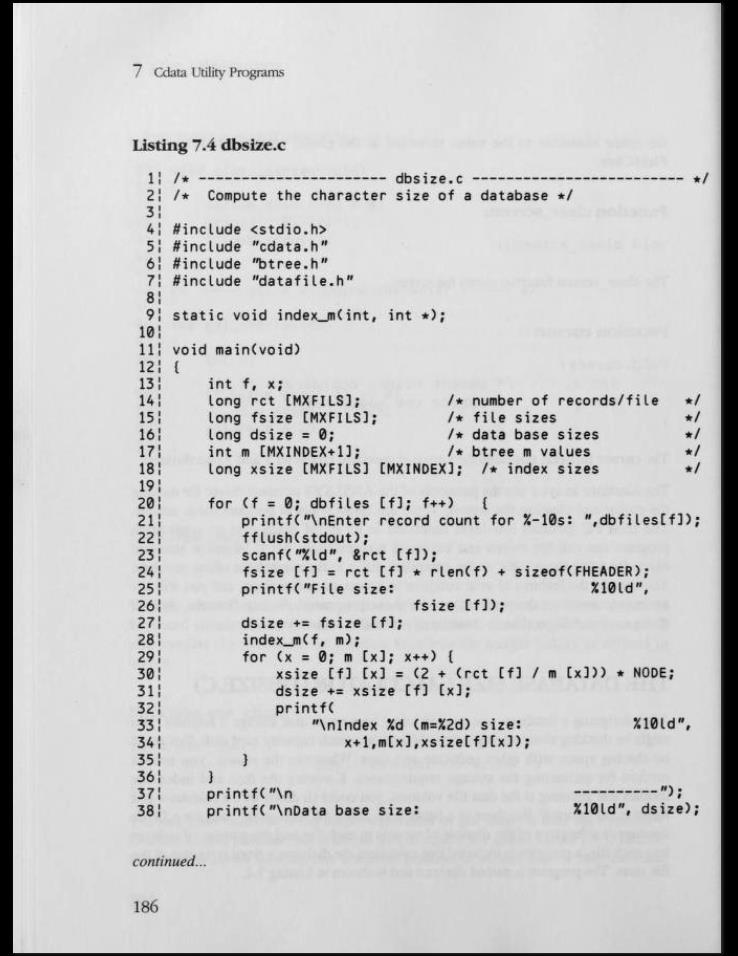 7 Cdata Utility Programs
Listing 7.4 dbsize.c
1¦ /* ---------------------- dbsize.c ------------------------- */
2¦ /*  Compute the character size of a database */
3¦
4¦ #include <stdio.h>
5¦ #include "cdata.h"
6¦ #include "btree.h"
7¦ #include "datafile.h"
8¦
9¦ static void index_m(int, int *);
10¦
11¦ void main(void)
12¦ {
13¦     int f, x;
14¦     long rct [MXFILS];          /* number of records/file   */
15¦     long fsize [MXFILS];        /* file sizes               */
16¦     long dsize = 0;             /* data base sizes          */
17¦     int m [MXINDEX+1];          /* btree m values           */
18¦     long xsize [MXFILS] [MXINDEX];  /* index sizes          */
19¦
20¦     for (f = 0; dbfiles [f]; f++)   {
21¦         printf("\nEnter record count for %-10s: ",dbfiles[f]);
22¦         fflush(stdout);
23¦         scanf("%ld", &rct [f]);
24¦         fsize [f] = rct [f] * rlen(f) + sizeof(FHEADER);
25¦         printf("File size:                       %10ld",
26¦                             fsize [f]);
27¦         dsize += fsize [f];
28¦         index_m(f, m);
29¦         for (x = 0; m [x]; x++) {
30¦             xsize [f] [x] = (2 + (rct [f] / m [x])) * NODE;
31¦             dsize += xsize [f] [x];
32¦             printf(
33¦                 "\nIndex %d (m=%2d) size:             %10ld",
34¦                     x+1,m[x],xsize[f][x]);
35¦         }
36¦     }
37¦     printf("\n                                 ----------");
38¦     printf("\nData base size:                  %10ld", dsize);
continued...
186